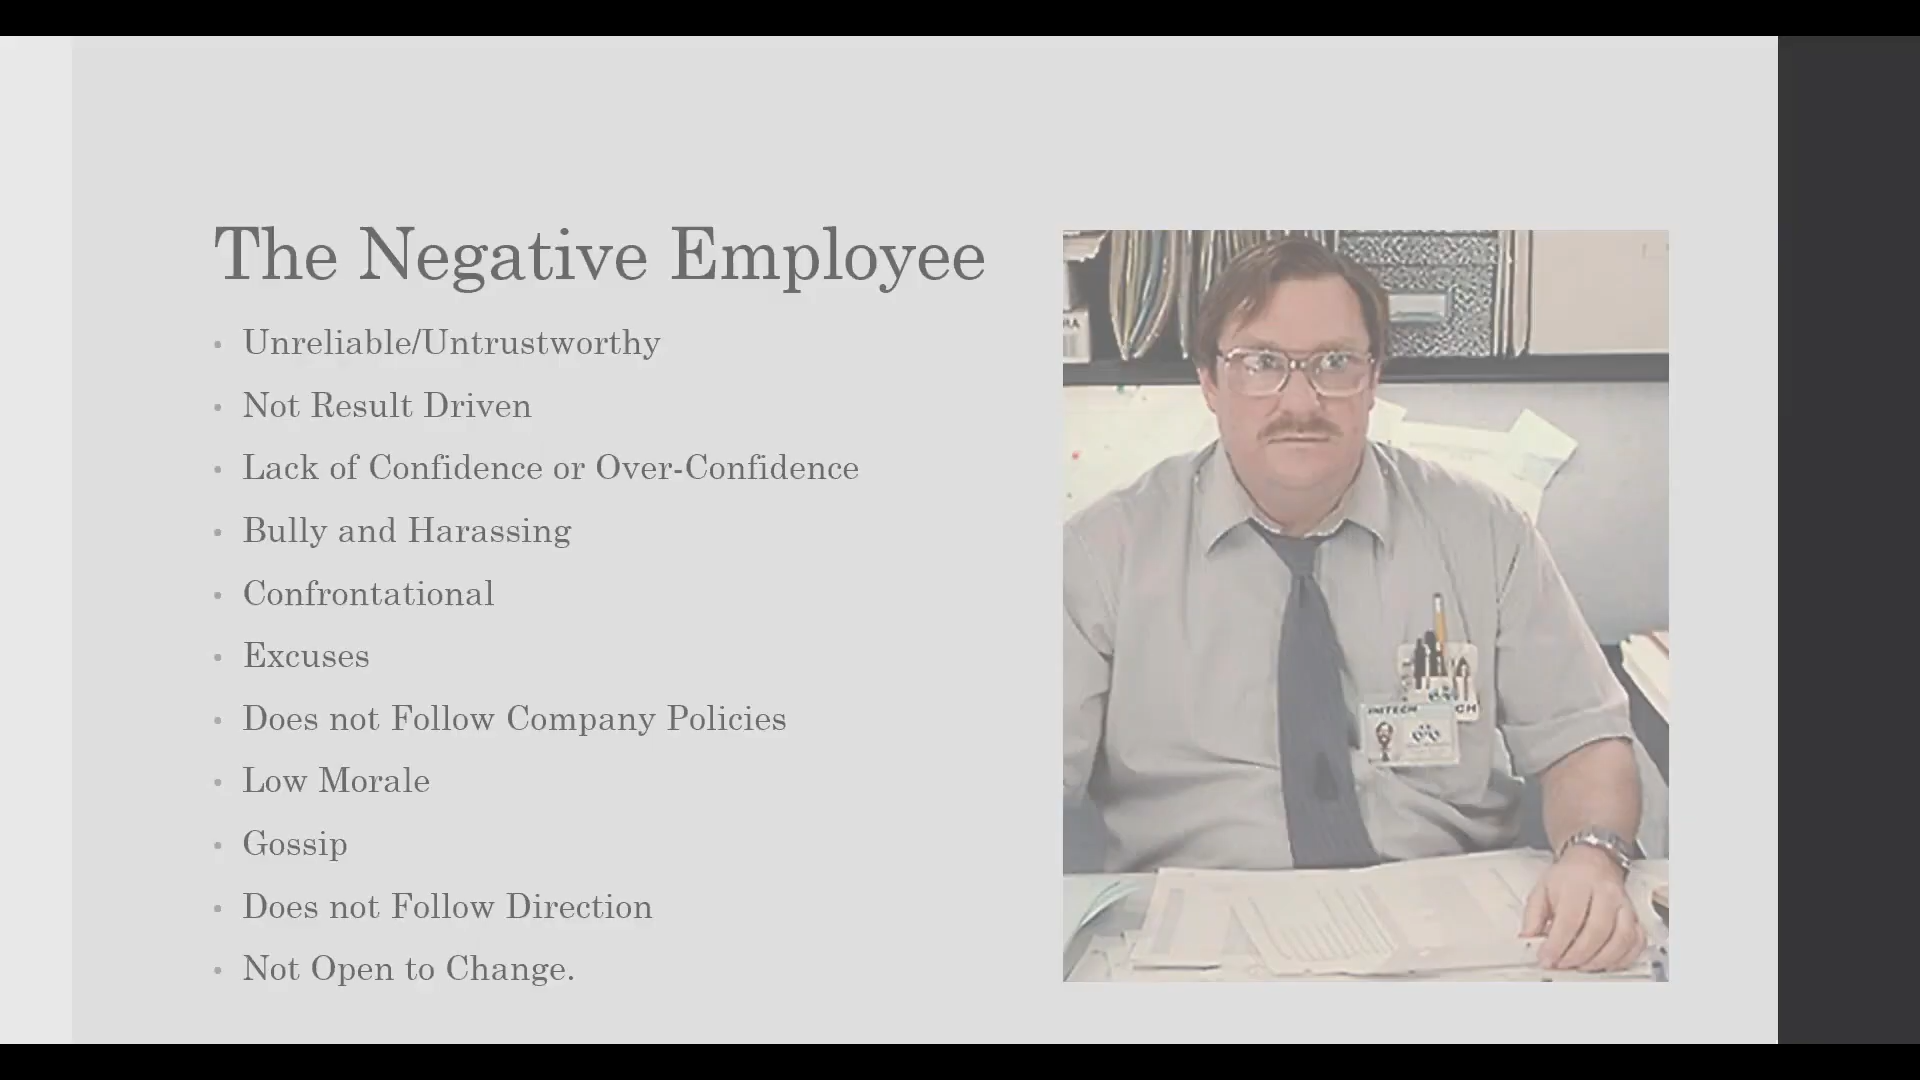 The Negative Employee
• Unreliable/Untrustworthy
• Not Result Driven
• Lack of Confidence or Over-Confidence
• Bully and Harassing
• Confrontational
• Excuses
• Does not Follow Company Policies
• Low Morale
• Gossip
• Does not Follow Direction
• Not Open to Change.
INITECH